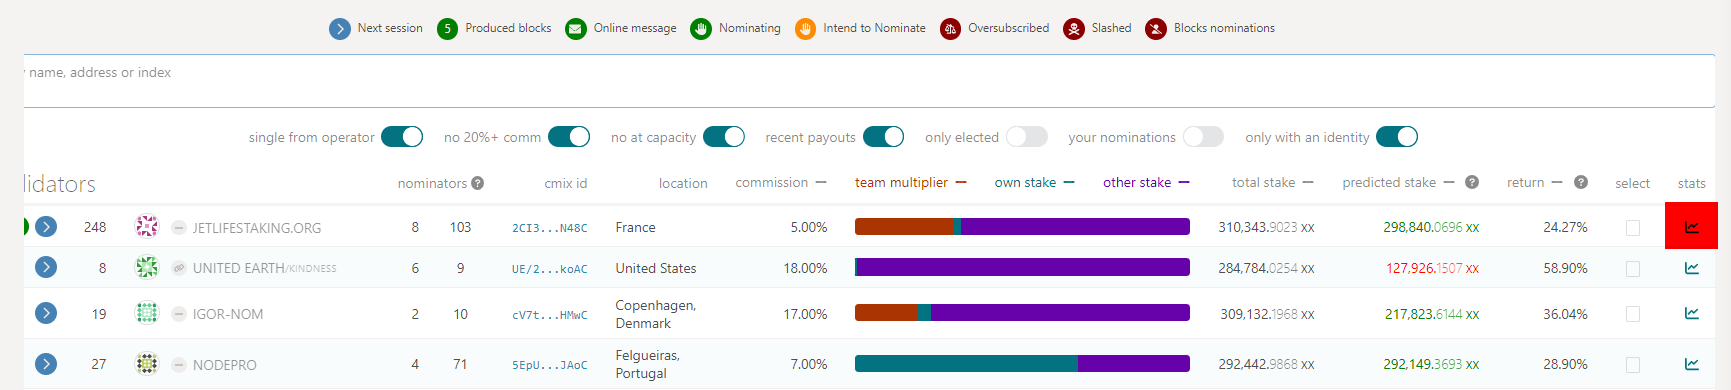 Next session 5 Produced blocks Online message Nominating Intend to Nominate Oversubscribed Slashed Blocks nominations
name, address or index
single from operator no 20%+ comm no at capacity recent payouts only elected your nominations only with an identity
lidators nominators ? cmix id location commission team multiplier own stake other stake total stake predicted stake ? return ? select stats
248 JETLIFESTAKING.ORG 8 103 2CI3...N48C France 5.00% 310,343.9023 XX 298,840.0696 XX 24.27%
8 UNITED EARTH/KINDNESS 6 9 UE/2...koAC United States 18.00% 284,784.0254 XX 127,926.1507 XX 58.90%
19 IGOR-NOM 2 10 cV7t...HMwC Copenhagen, Denmark 17.00% 309,132.1968 XX 217,823.6144 XX 36.04%
27 NODEPRO 4 71 5EpU...JAoC Felgueiras, Portugal 7.00% 292,442.9868 XX 292,149.3693 XX 28.90%